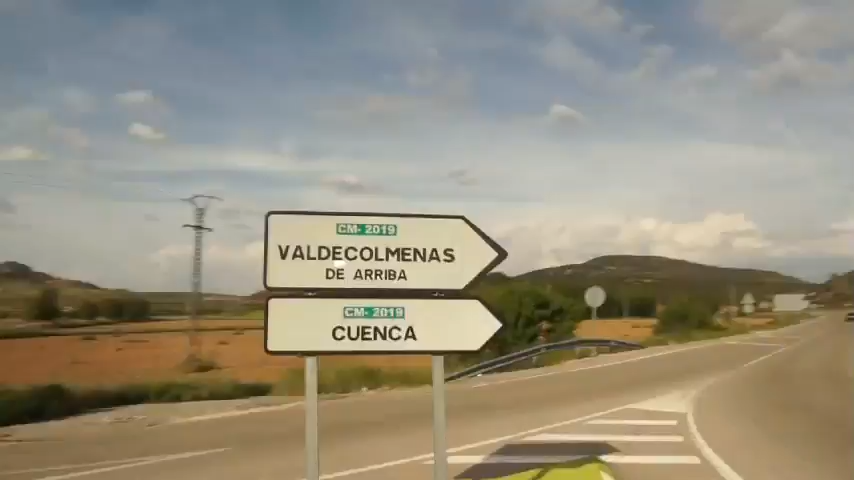 CM- 2019
VALDECOLMENAS
DE ARRIBA
CM- 2019
CUENCA